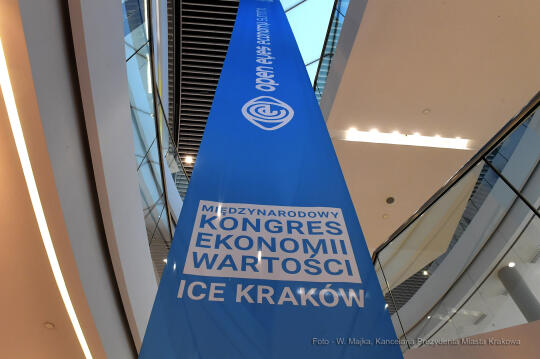 open eyes economy summit
MIĘDZYNARODOWY
KONGRES
EKONOMII
WARTOŚCI
ICE KRAKÓW
Foto - W. Majka, Kancelaria Prezydenta Miasta Krakowa